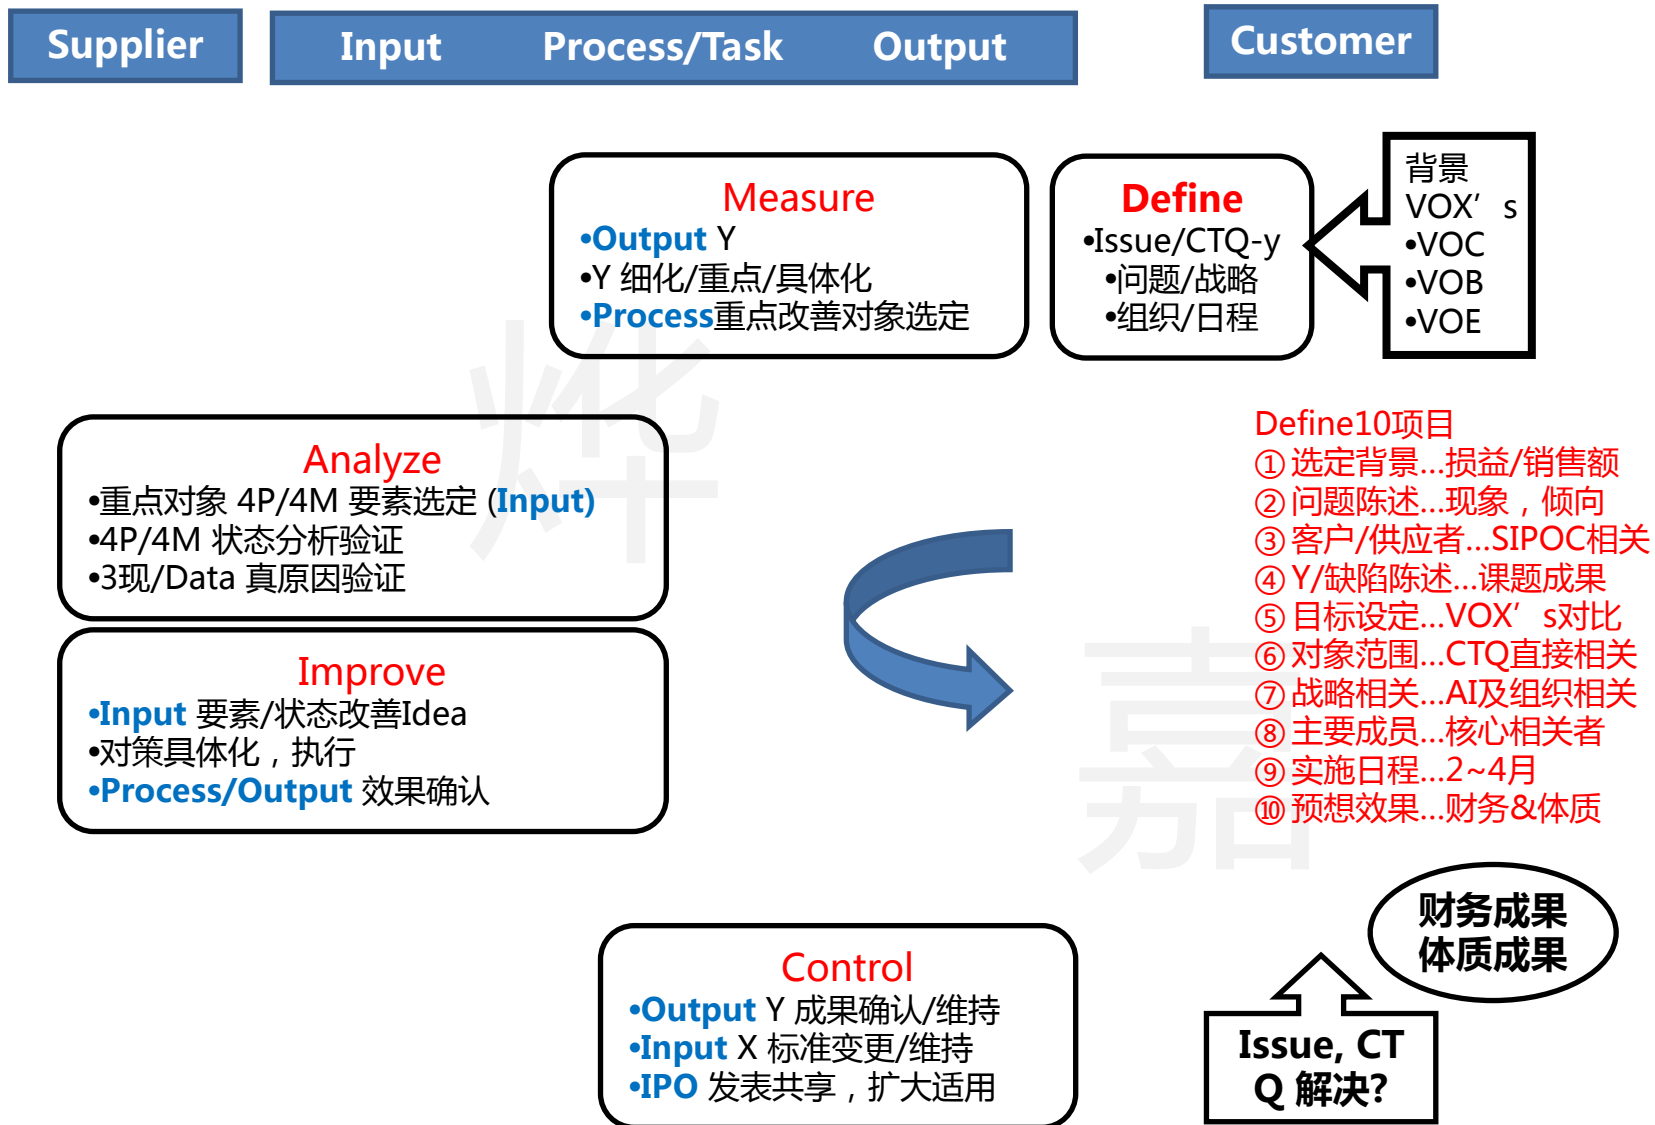 Supplier
Input Process/Task Output
Customer
Measure
•Output Y
•Y 细化/重点/具体化
•Process重点改善对象选定
Define
•Issue/CTQ-y
•问题/战略
•组织/日程
背景
VOX’s
•VOC
•VOB
•VOE
Analyze
•重点对象 4P/4M 要素选定 (Input)
•4P/4M 状态分析验证
•3现/Data 真原因验证
Improve
•Input 要素/状态改善Idea
•对策具体化，执行
•Process/Output 效果确认
Define10项目
① 选定背景…损益/销售额
② 问题陈述…现象，倾向
③ 客户/供应者…SIPOC相关
④ Y/缺陷陈述…课题成果
⑤ 目标设定…VOX’s对比
⑥ 对象范围…CTQ直接相关
⑦ 战略相关…AI及组织相关
⑧ 主要成员…核心相关者
⑨ 实施日程…2~4月
⑩ 预想效果…财务&体质
烨
嘉
财务成果
体质成果
Control
•Output Y 成果确认/维持
•Input X 标准变更/维持
•IPO 发表共享，扩大适用
Issue, CT
Q 解决?